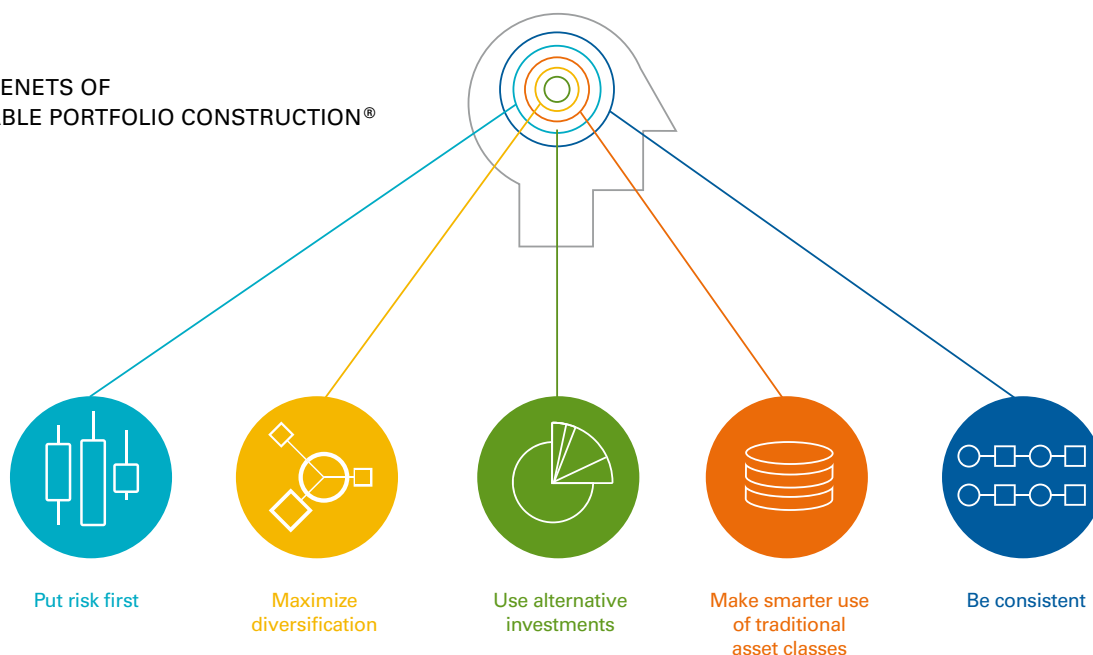 ENETS OF
ABLE PORTFOLIO CONSTRUCTION®
Put risk first
Maximize
diversification
Use alternative
investments
Make smarter use
of traditional
asset classes
Be consistent